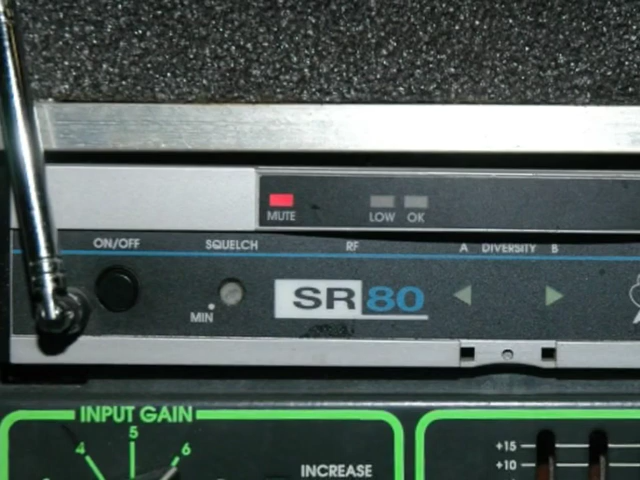 MUTE LOW OK
ON/OFF SQUELCH RF A DIVERSITY B
SR80
MIN
INPUT GAIN
4 5 6
INCREASE
+15
+10